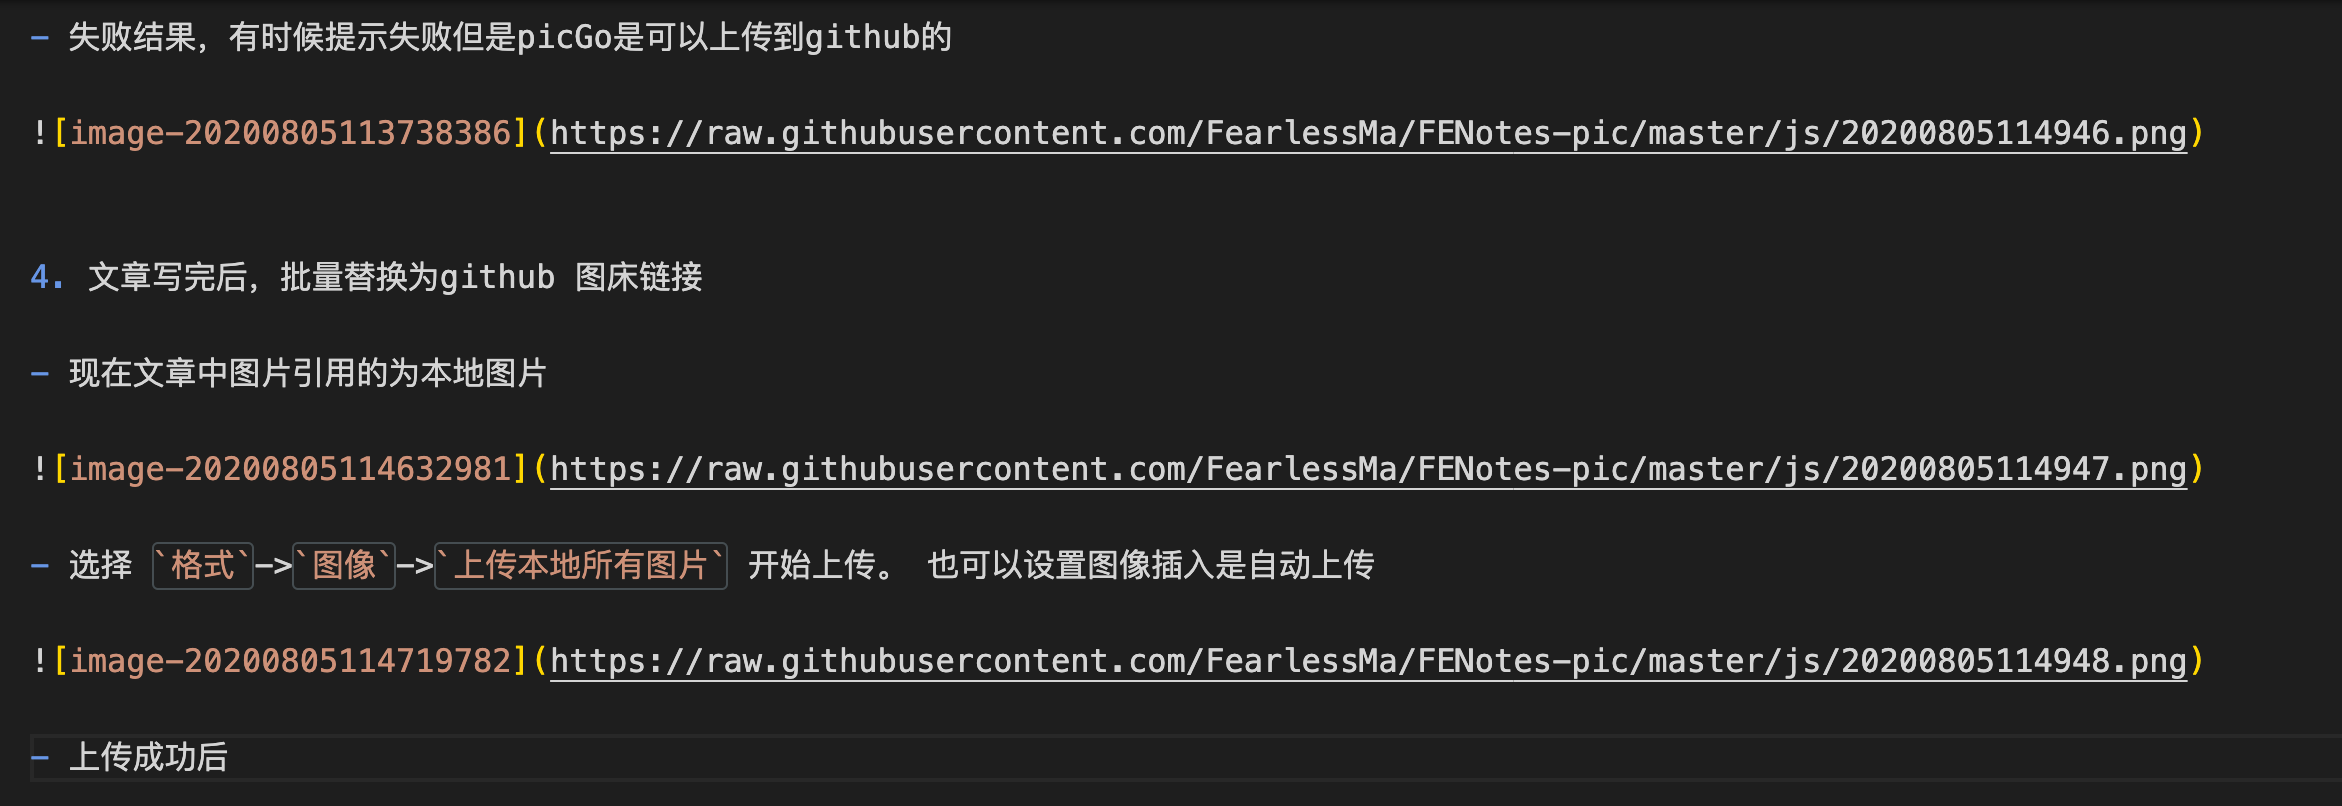 - 失败结果，有时候提示失败但是picGo是可以上传到github的
![image-20200805113738386](https://raw.githubusercontent.com/FearlessMa/FENotes-pic/master/js/20200805114946.png)
4. 文章写完后，批量替换为github 图床链接
- 现在文章中图片引用的为本地图片
![image-20200805114632981](https://raw.githubusercontent.com/FearlessMa/FENotes-pic/master/js/20200805114947.png)
- 选择 `格式`->`图像`->`上传本地所有图片` 开始上传。 也可以设置图像插入是自动上传
![image-20200805114719782](https://raw.githubusercontent.com/FearlessMa/FENotes-pic/master/js/20200805114948.png)
- 上传成功后